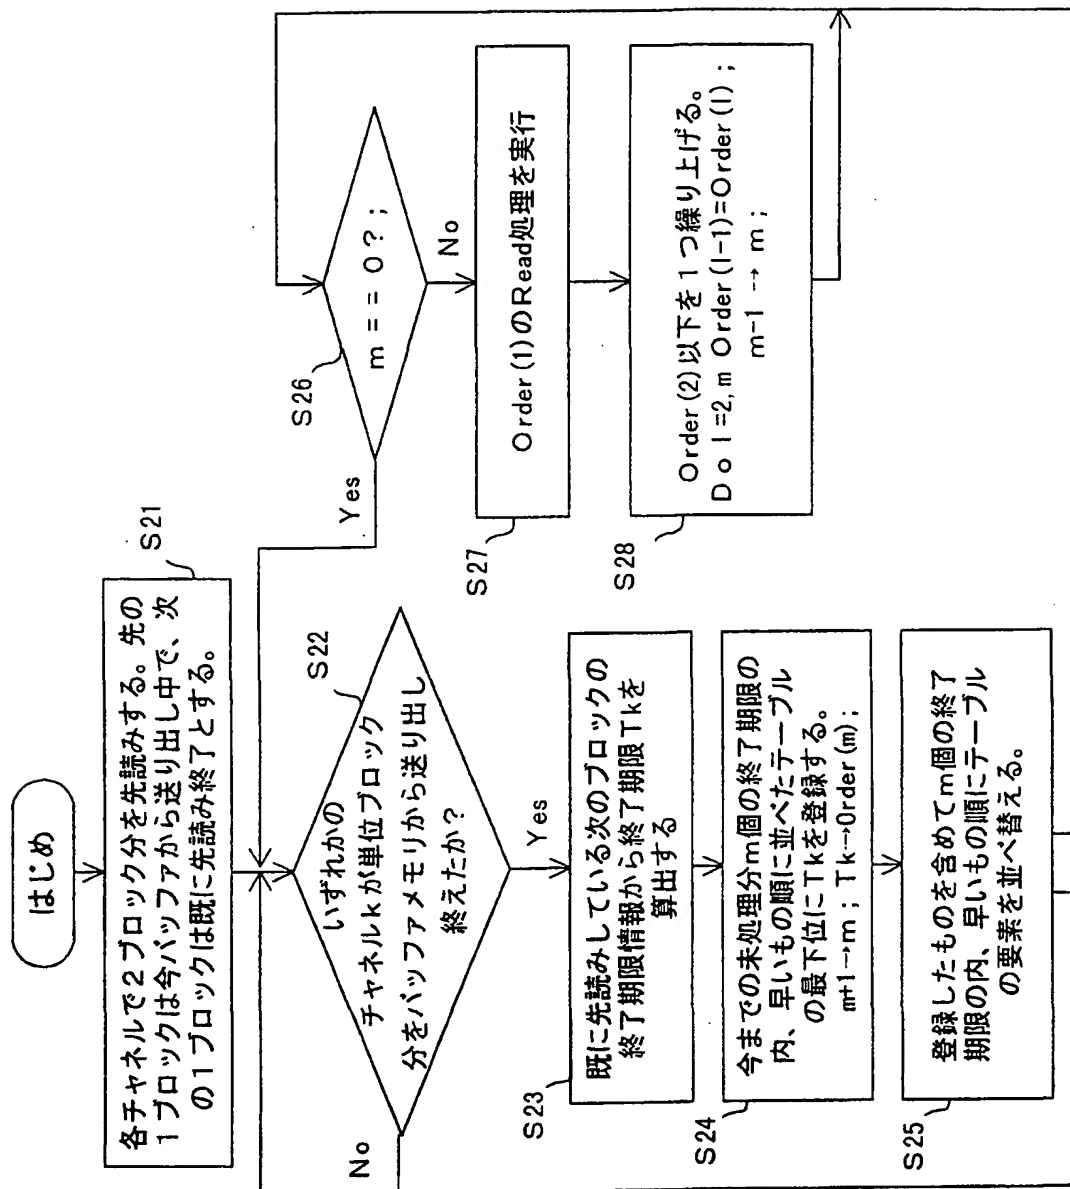 はじめ
S21
各チャネルで２ブロック分を先読みする。先の
１ブロックは今バッファから送り出し中で、次
の１ブロックは既に先読み終了とする。
S22
いずれかの
チャネルkが単位ブロック
分をバッファメモリから送り出し
終えたか？
No
Yes
S23
既に先読みしている次のブロックの
終了期限情報から終了期限Tkを
算出する
S24
今までの未処理分m個の終了期限の
内、早いもの順に並べたテーブル
の最下位にTkを登録する。
m+1→m; Tk→Order(m);
S25
登録したものを含めてm個の終了
期限の内、早いもの順にテーブル
の要素を並べ替える。
S26
m == 0?;
Yes
No
S27
Order(1)のRead処理を実行
S28
Order(2)以下を1つ繰り上げる。
Do l=2,m Order(l-1)=Order(l);
m-1 → m;